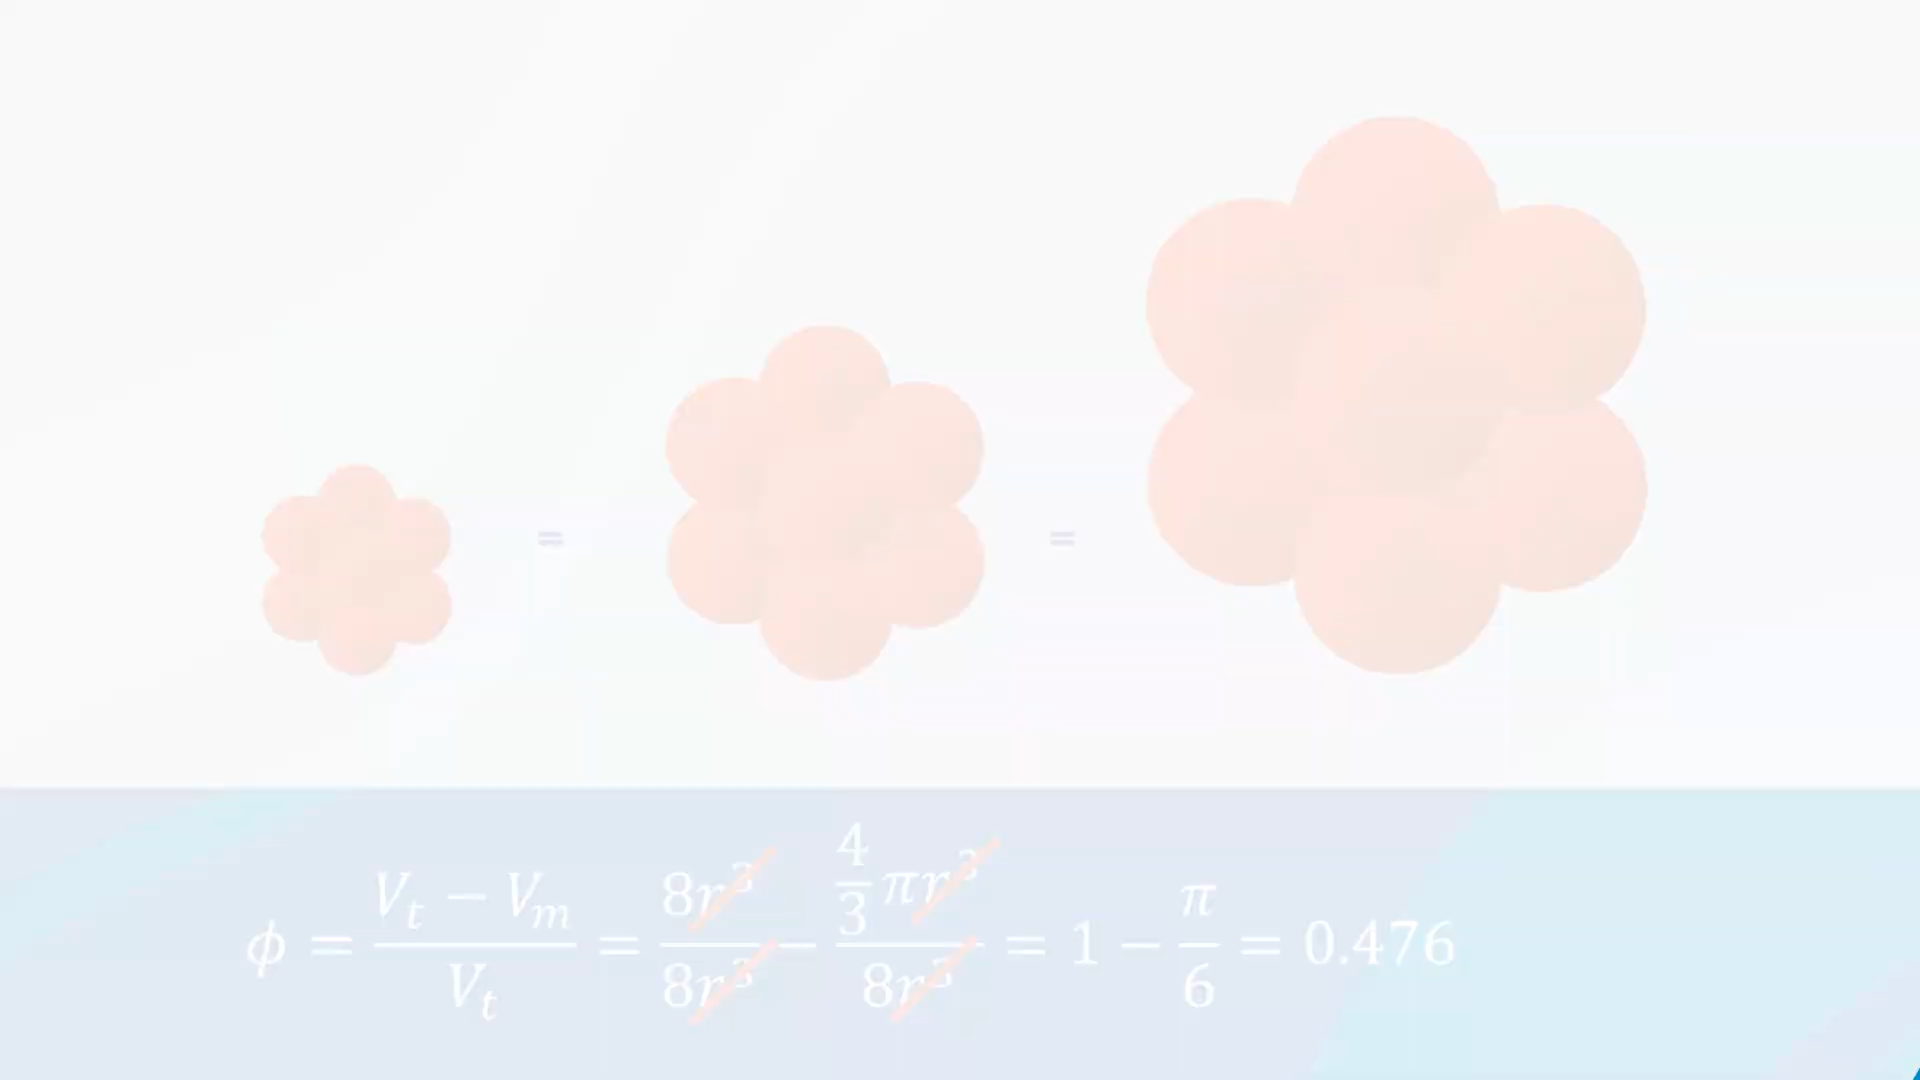 = =
ϕ = (V_t − V_m)/V_t = 8r³/8r³ − (4/3 πr³)/8r³ = 1 − π/6 = 0.476